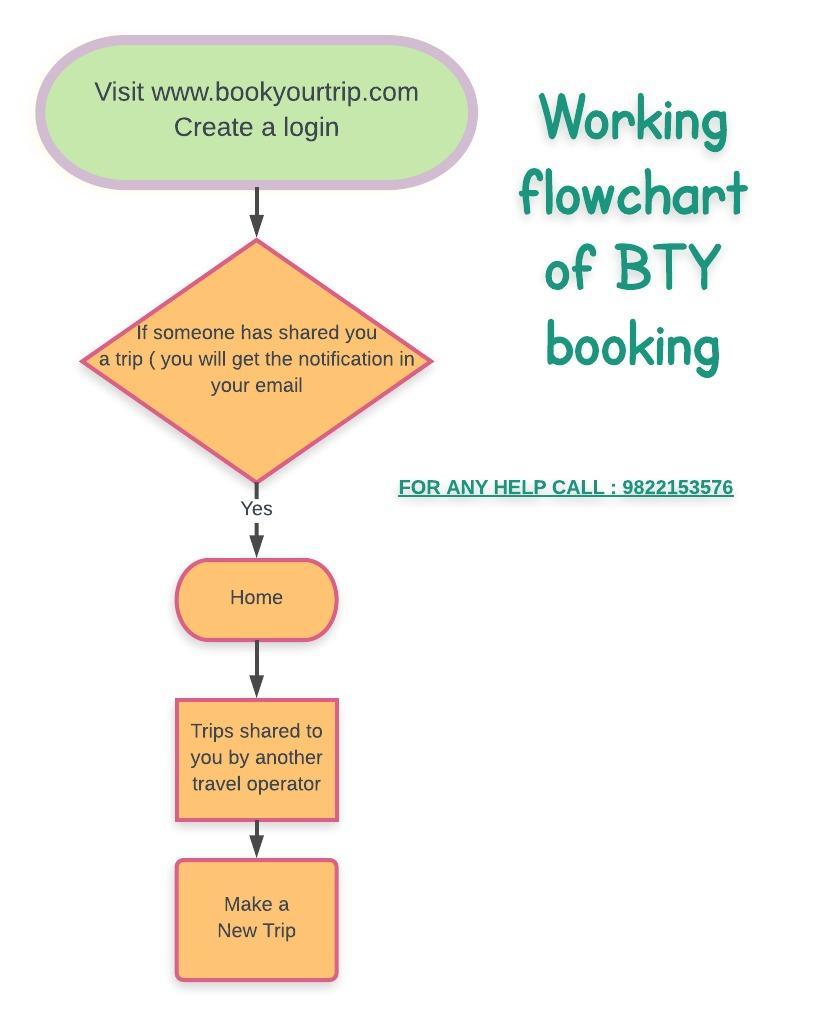 Visit www.bookyourtrip.com
Create a login
Working
flowchart
of BTY
booking
If someone has shared you
a trip ( you will get the notification in
your email
FOR ANY HELP CALL : 9822153576
Yes
Home
Trips shared to
you by another
travel operator
Make a
New Trip